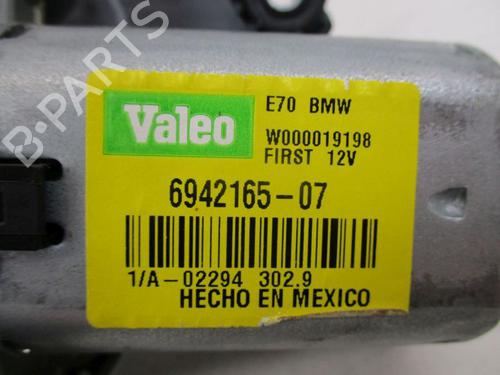 Valeo
E70 BMW
W000019198
FIRST 12V
6942165-07
1/A-02294 302.9
HECHO EN MEXICO
B-PARTS